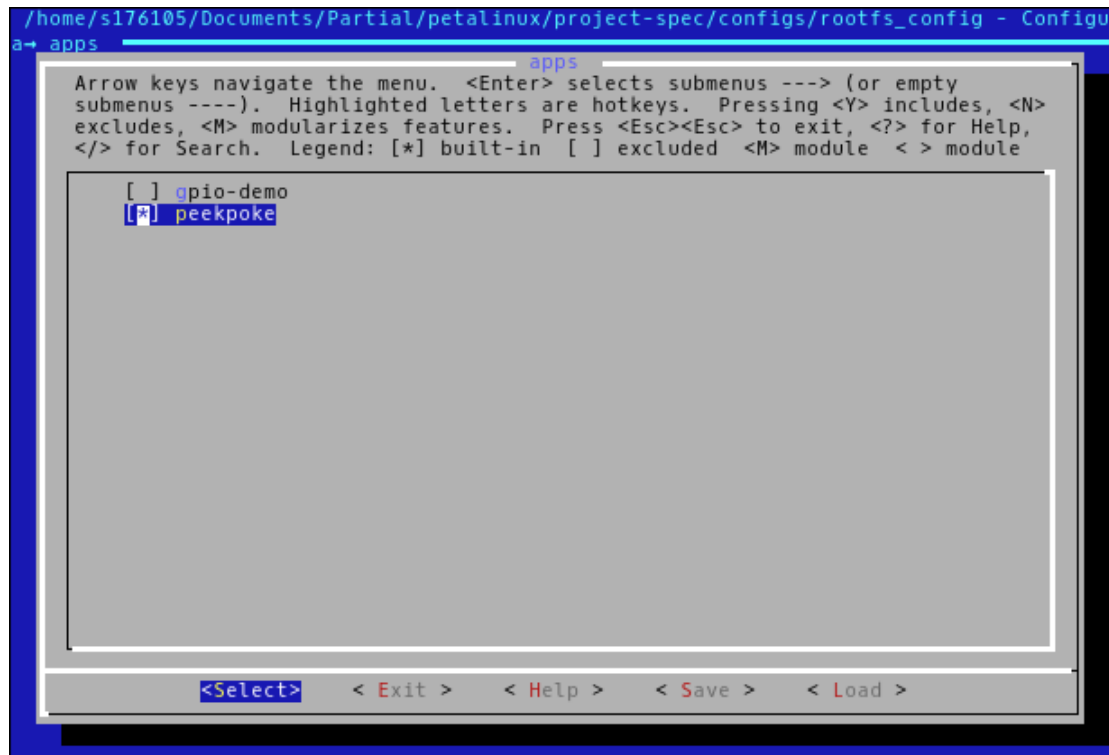 /home/s176105/Documents/Partial/petalinux/project-spec/configs/rootfs_config - Configu
a→ apps
apps
Arrow keys navigate the menu.  <Enter> selects submenus ---> (or empty
submenus ----).  Highlighted letters are hotkeys.  Pressing <Y> includes, <N>
excludes, <M> modularizes features.  Press <Esc><Esc> to exit, <?> for Help,
</> for Search.  Legend: [*] built-in  [ ] excluded  <M> module  < > module
[ ] gpio-demo
[*] peekpoke
<Select>    < Exit >    < Help >    < Save >    < Load >